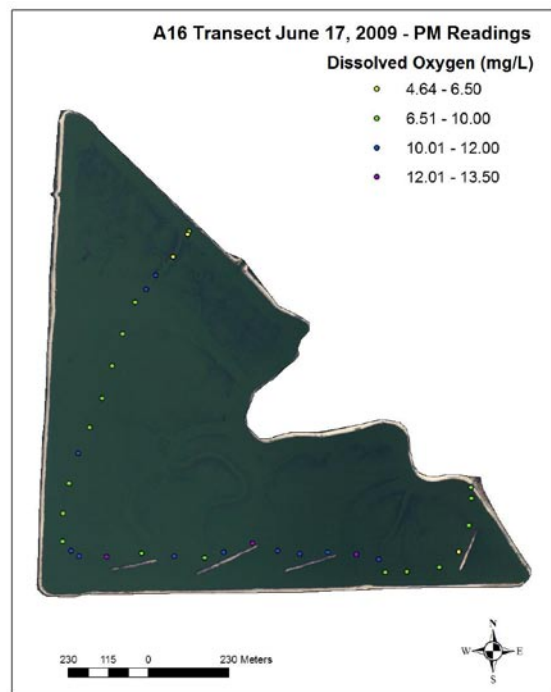 A16 Transect June 17, 2009 - PM Readings
Dissolved Oxygen (mg/L)
4.64 - 6.50
6.51 - 10.00
10.01 - 12.00
12.01 - 13.50
N
W E
S
230 115 0 230 Meters